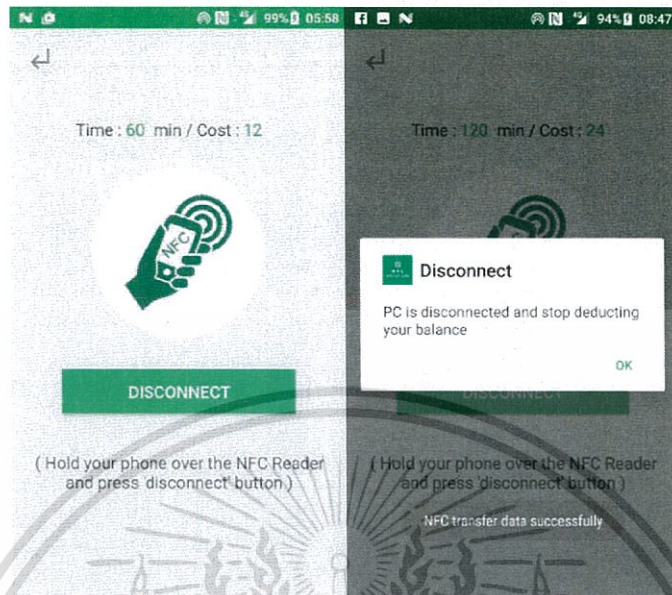 99% 05:58
Time : 60 min / Cost : 12
NFC
DISCONNECT
( Hold your phone over the NFC Reader
and press 'disconnect' button )
94% 08:47
Time : 120 min / Cost : 24
Disconnect
PC is disconnected and stop deducting
your balance
OK
DISCONNECT
( Hold your phone over the NFC Reader
and press 'disconnect' button )
NFC transfer data successfully